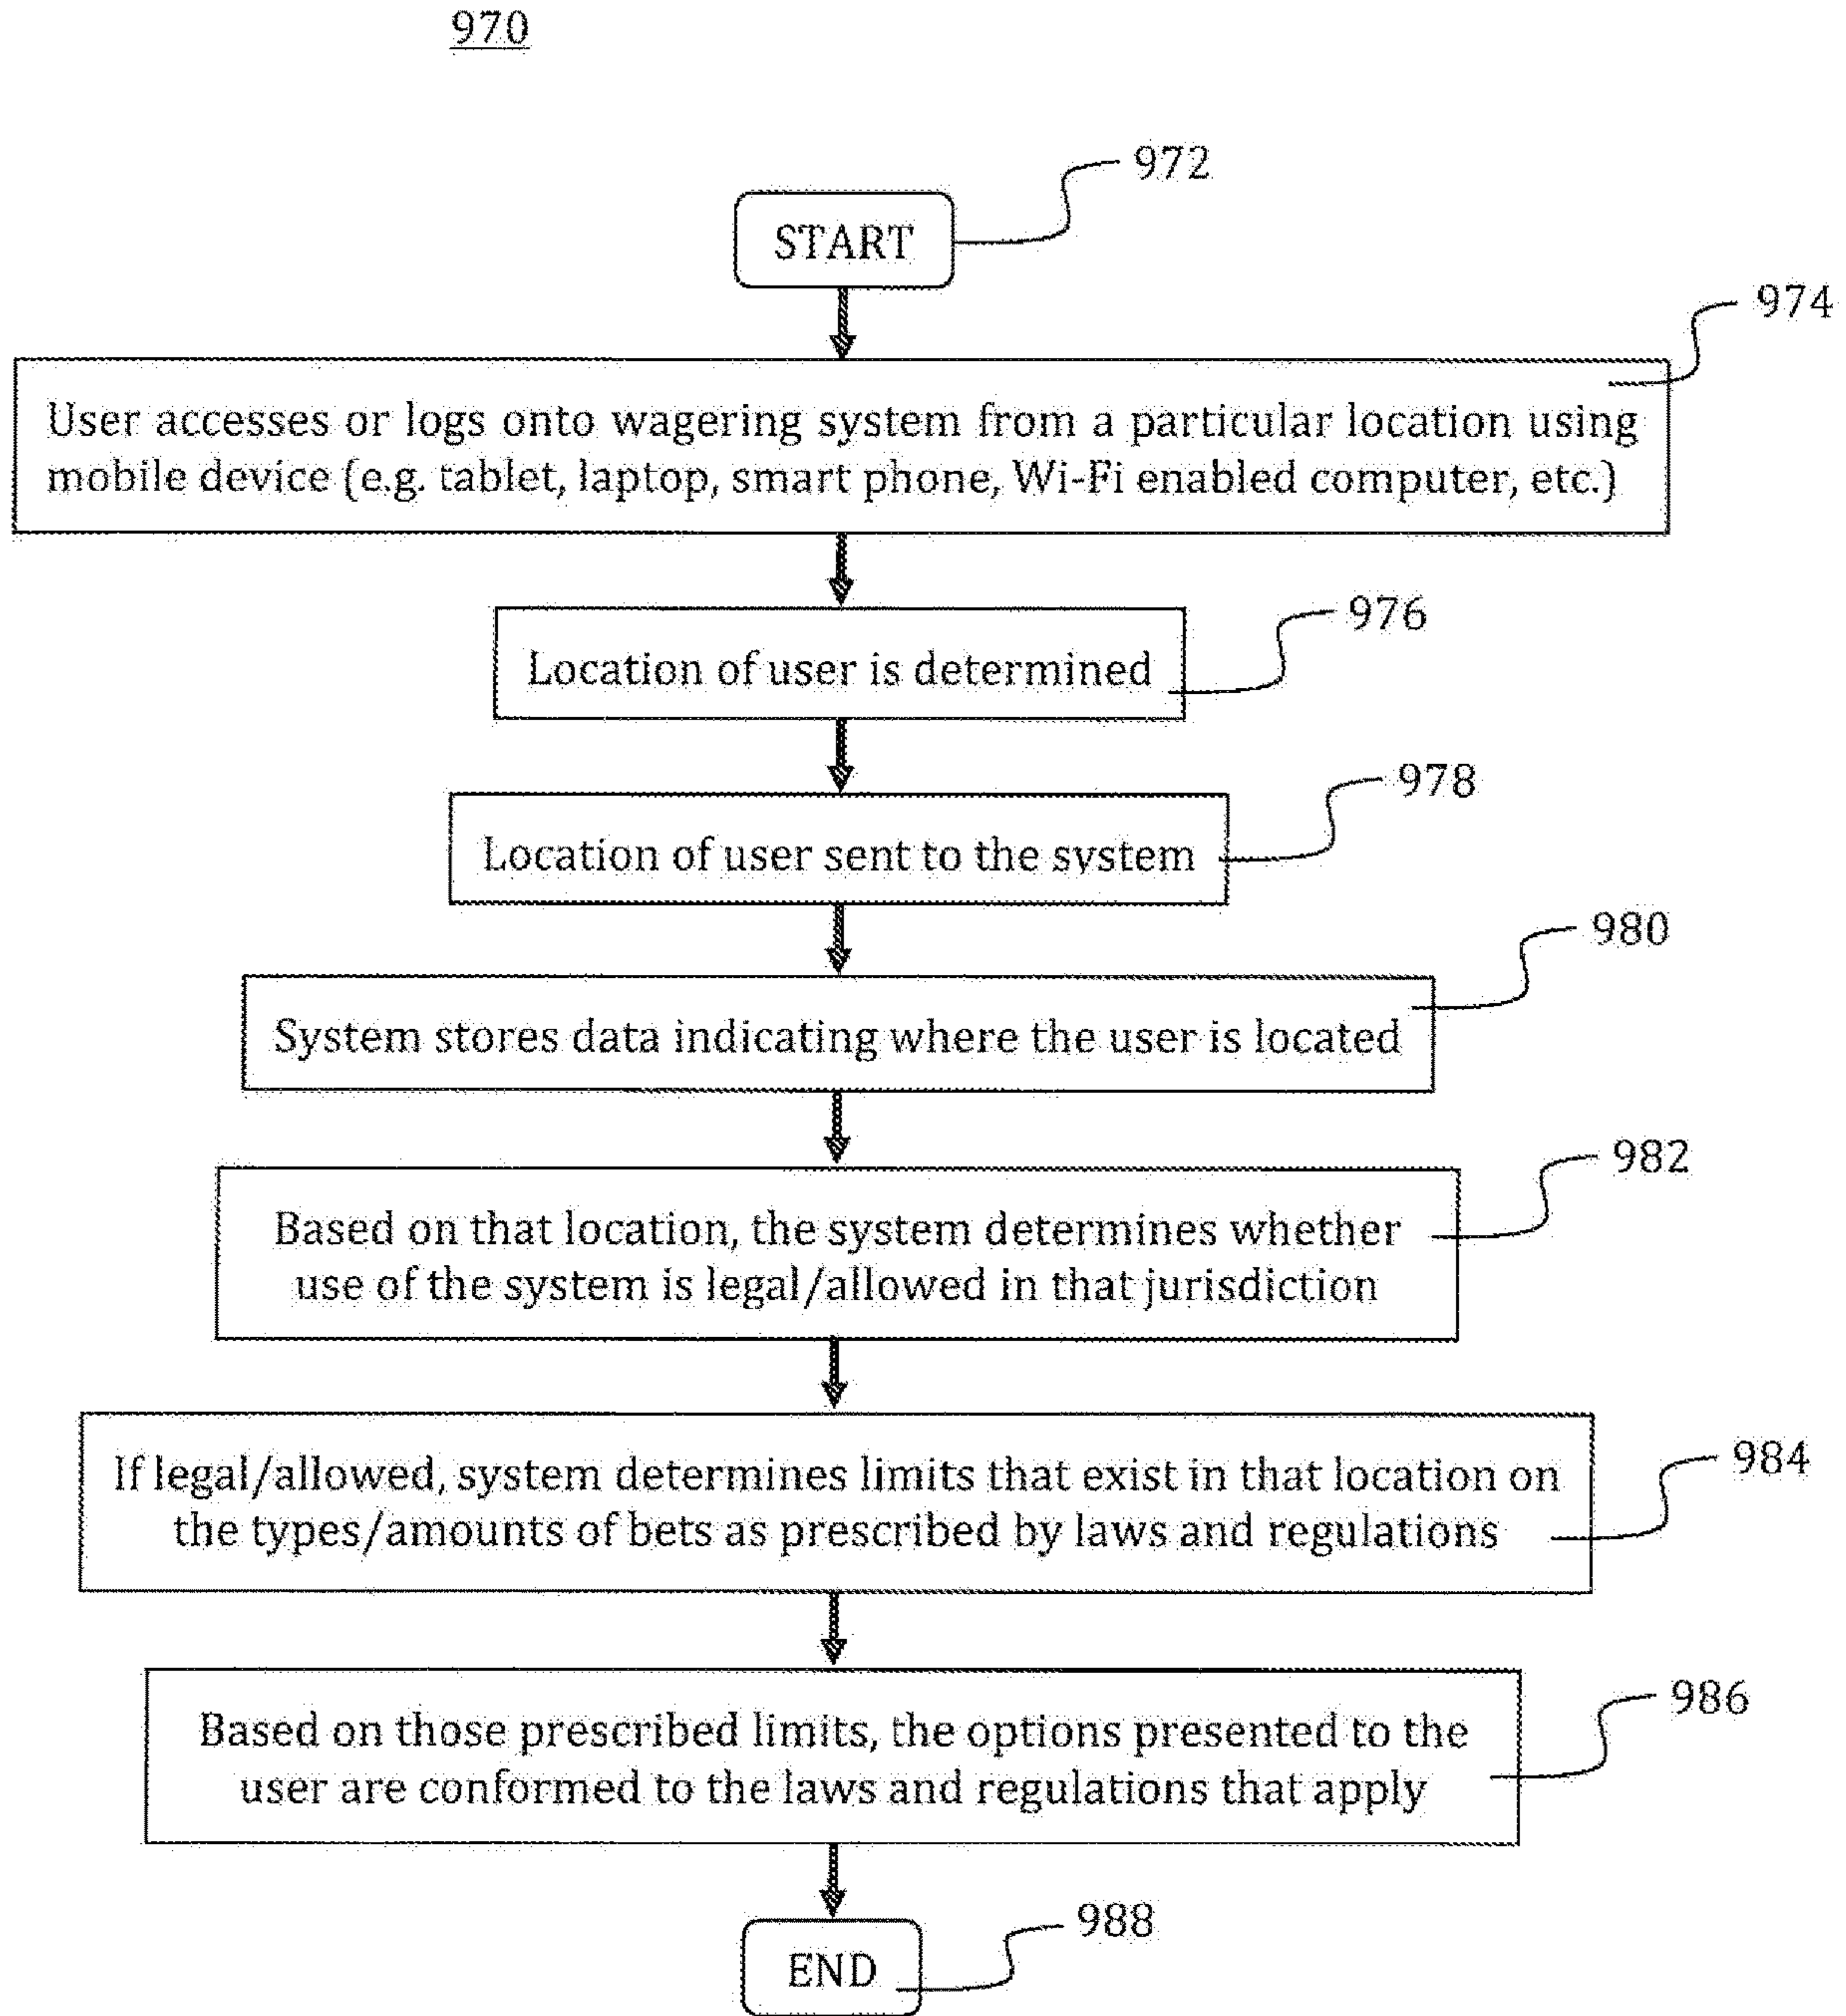 970
972
START
974
User accesses or logs onto wagering system from a particular location using
mobile device (e.g. tablet, laptop, smart phone, Wi-Fi enabled computer, etc.)
976
Location of user is determined
978
Location of user sent to the system
980
System stores data indicating where the user is located
982
Based on that location, the system determines whether
use of the system is legal/allowed in that jurisdiction
984
If legal/allowed, system determines limits that exist in that location on
the types/amounts of bets as prescribed by laws and regulations
986
Based on those prescribed limits, the options presented to the
user are conformed to the laws and regulations that apply
988
END